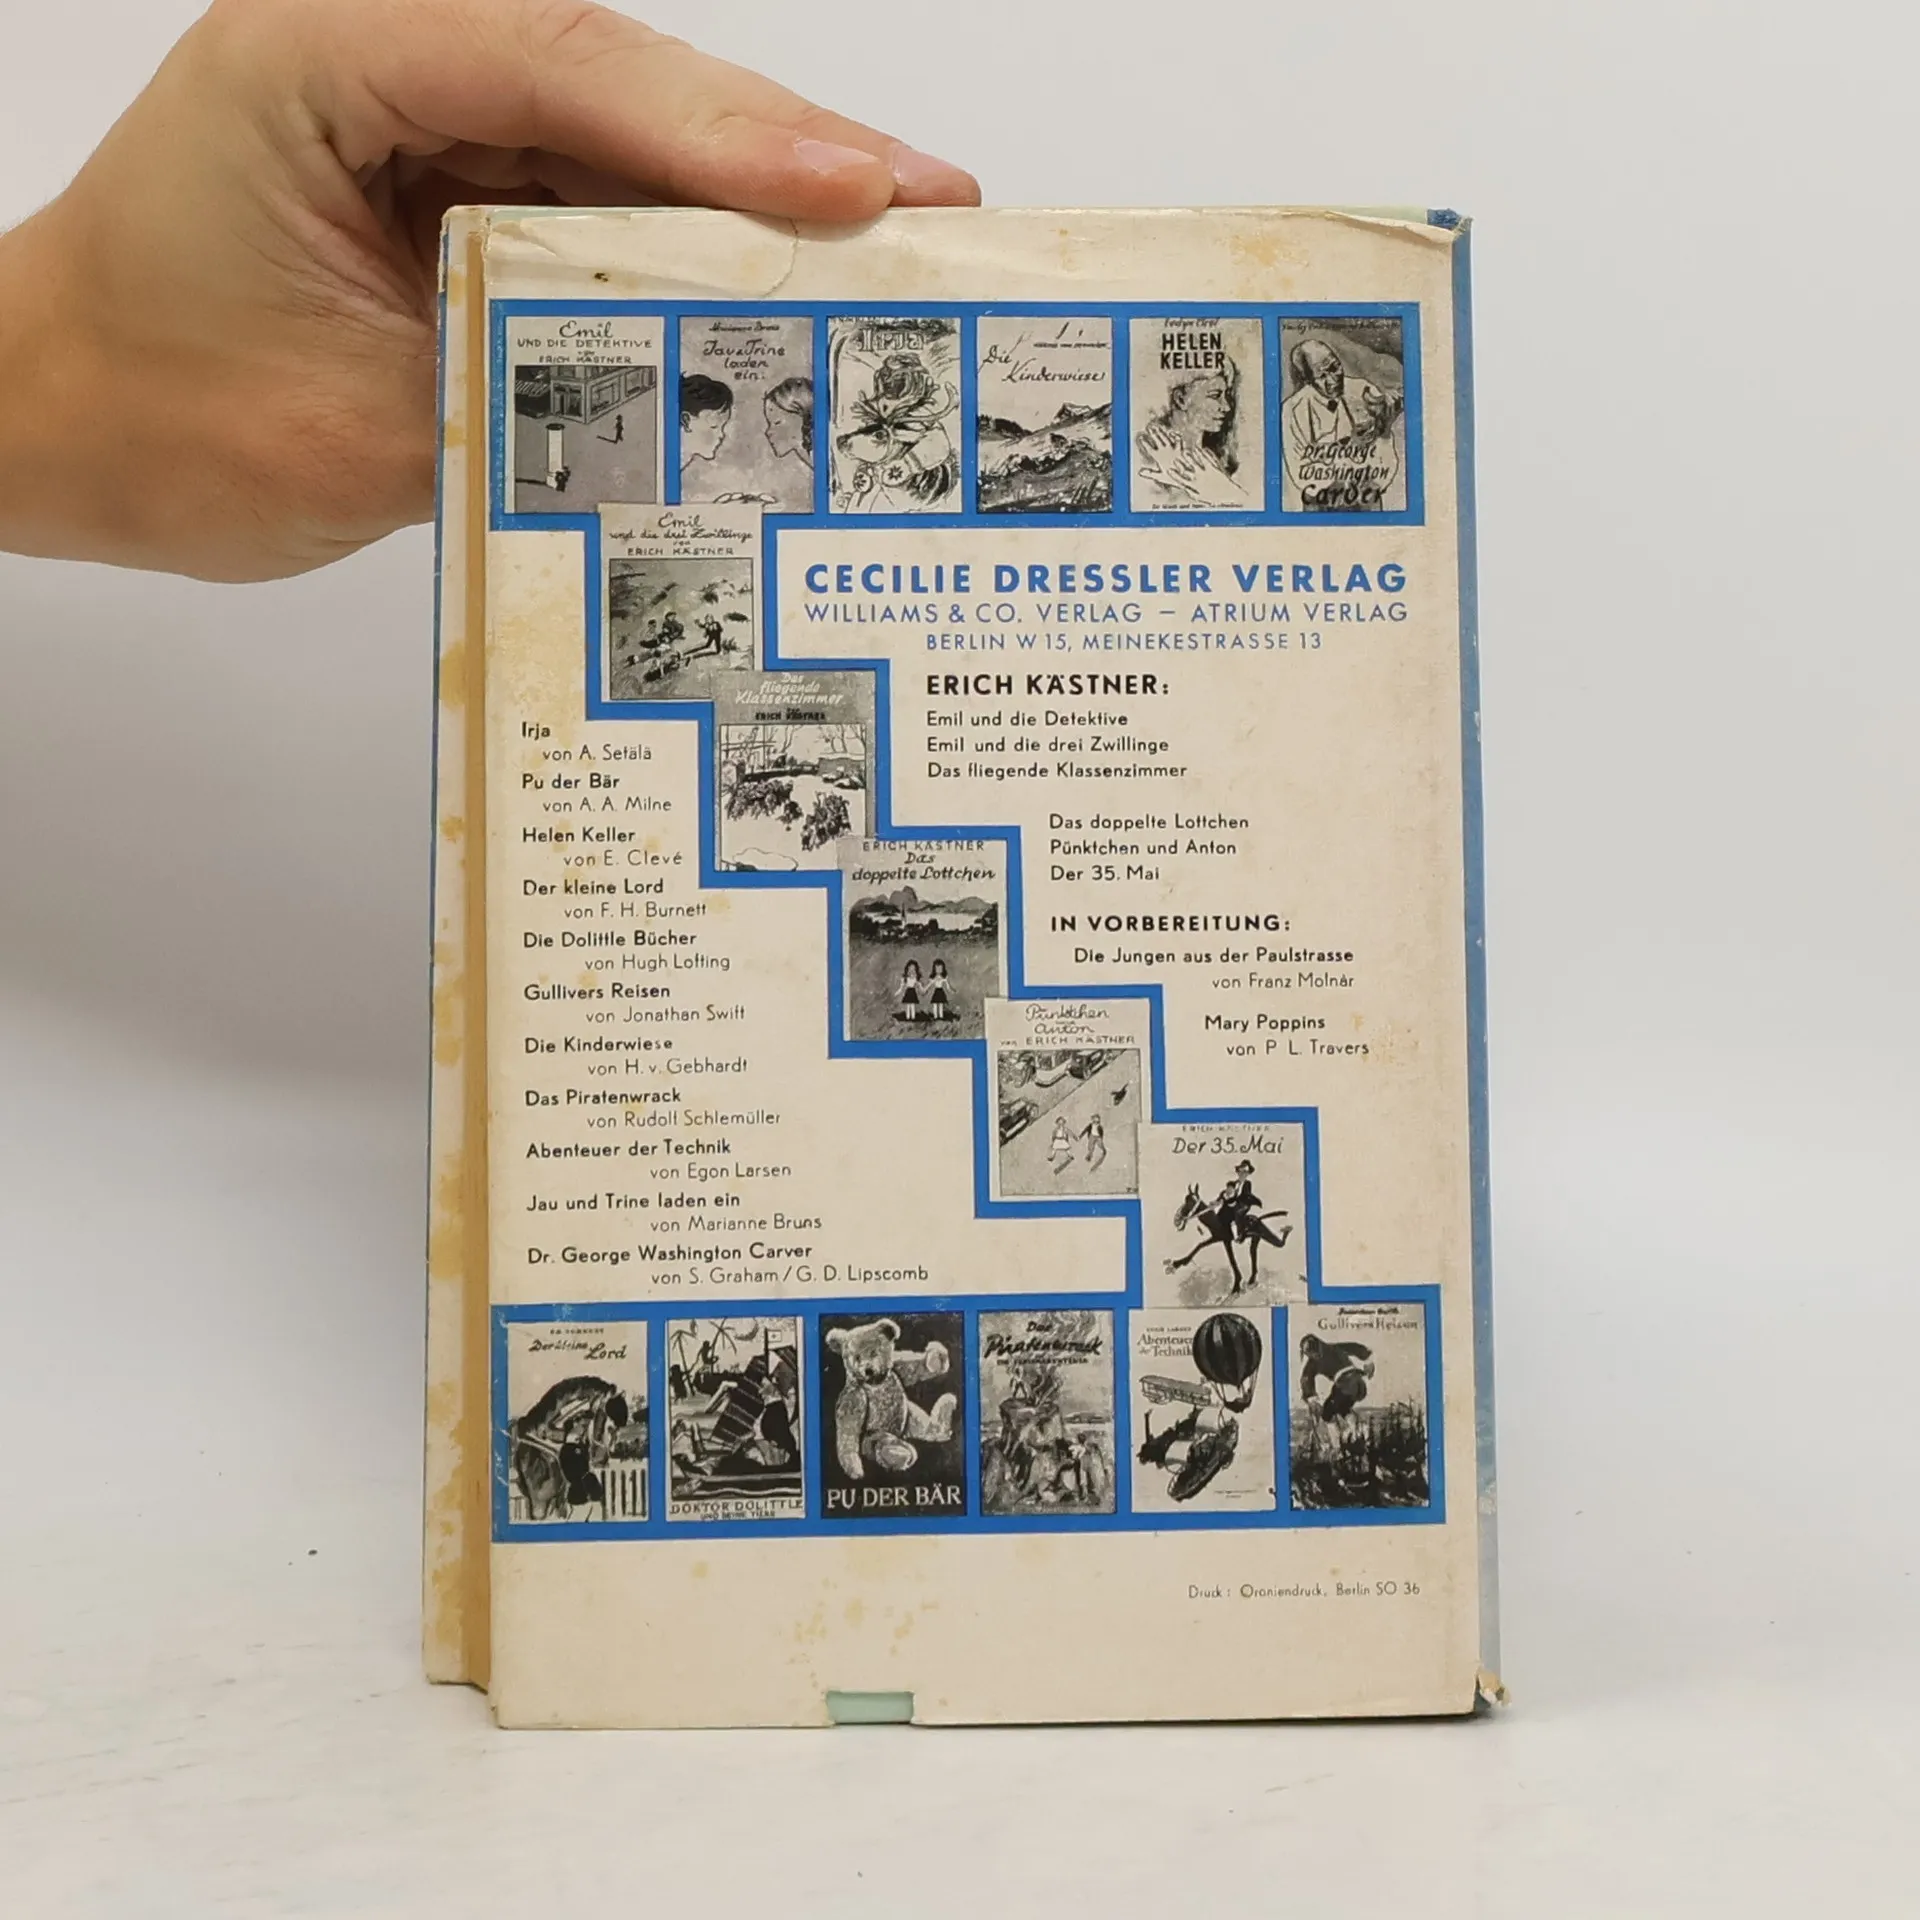 Emil
UND DIE DETEKTIVE
von
ERICH KÄSTNER
Marianne Bruns
Jau u. Trine
laden
ein:
Irja
Die
Kinderwiese
HELEN
KELLER
Dr. George
Washington
Carver
Emil
und die drei Zwillinge
von
ERICH KÄSTNER
CECILIE DRESSLER VERLAG
WILLIAMS & CO. VERLAG – ATRIUM VERLAG
BERLIN W 15, MEINEKESTRASSE 13
Das
fliegende
Klassenzimmer
ERICH KÄSTNER
ERICH KÄSTNER:
Emil und die Detektive
Emil und die drei Zwillinge
Das fliegende Klassenzimmer
Das doppelte Lottchen
Pünktchen und Anton
Der 35. Mai
IN VORBEREITUNG:
Die Jungen aus der Paulstrasse
von Franz Molnàr
Mary Poppins
von P L. Travers
Irja
von A. Setälä
Pu der Bär
von A. A. Milne
Helen Keller
von E. Clevé
Der kleine Lord
von F. H. Burnett
Die Dolittle Bücher
von Hugh Lofting
Gullivers Reisen
von Jonathan Swift
Die Kinderwiese
von H. v. Gebhardt
Das Piratenwrack
von Rudolf Schlemüller
Abenteuer der Technik
von Egon Larsen
Jau und Trine laden ein
von Marianne Bruns
Dr. George Washington Carver
von S. Graham / G. D. Lipscomb
ERICH KÄSTNER
Das
doppelte Lottchen
Pünktchen
und
Anton
von ERICH KÄSTNER
ERICH KÄSTNER
Der 35. Mai
Der kleine
Lord
DOKTOR DOLITTLE
UND SEINE TIERE
PU DER BÄR
Das
Piratenwrack
Abenteuer
der Technik
Gullivers Reisen
Druck: Oraniendruck, Berlin SO 36